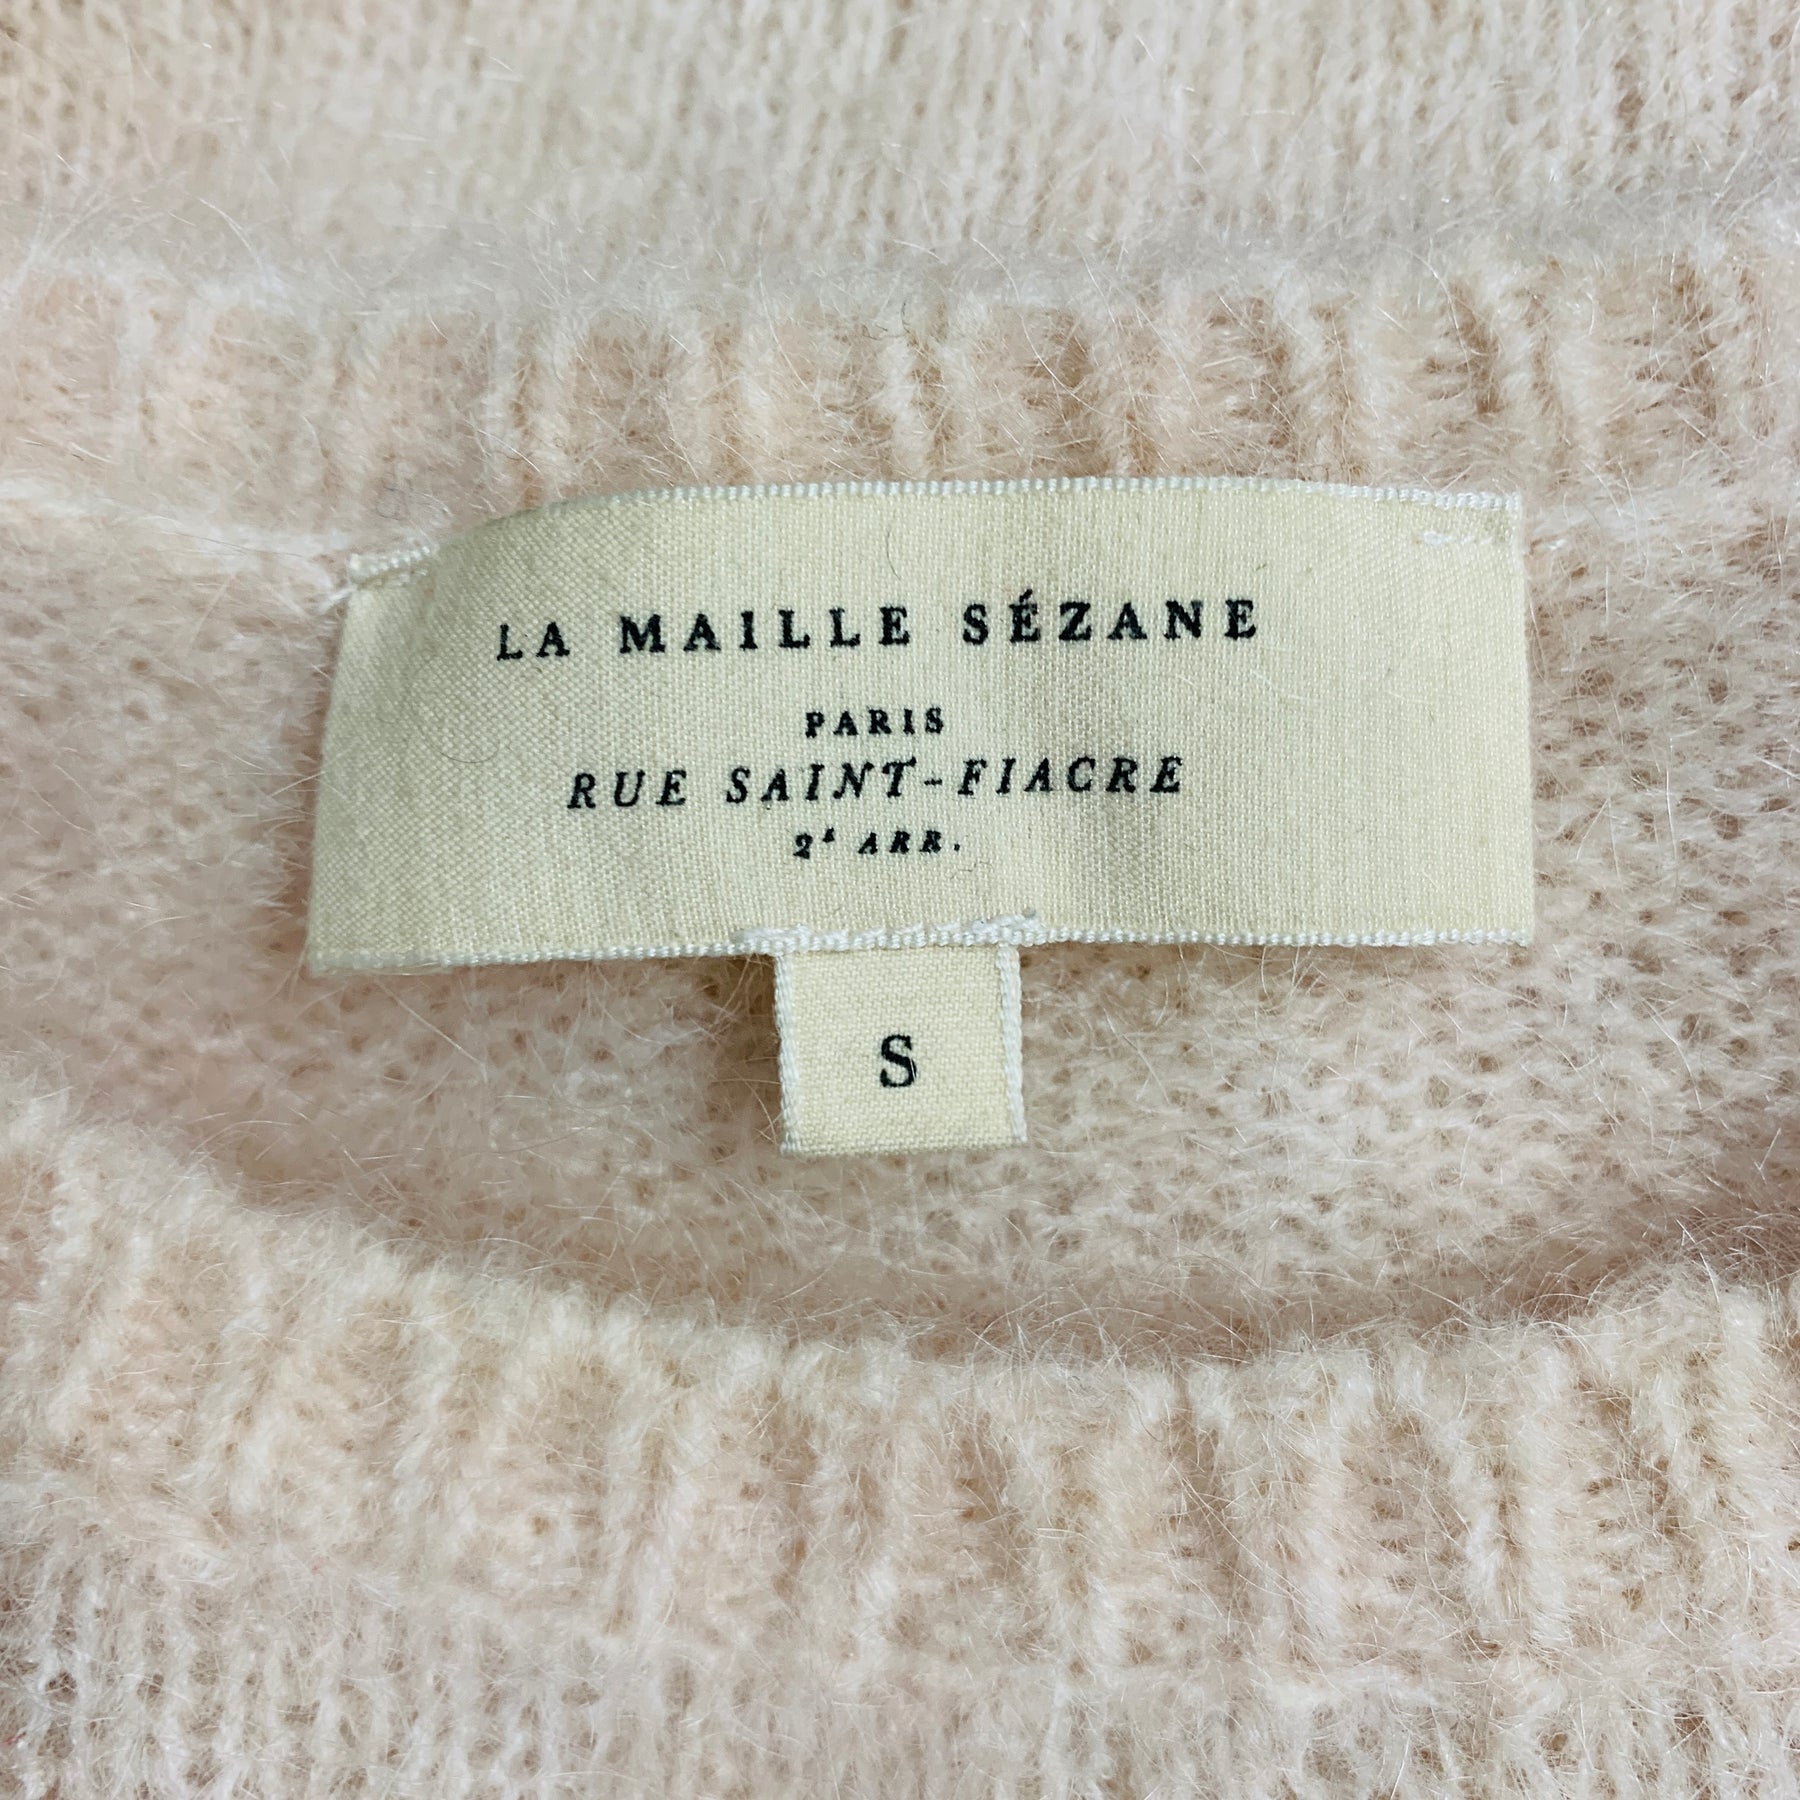 LA MAILLE SÉZANE
PARIS
RUE SAINT-FIACRE
2e ARR.
S